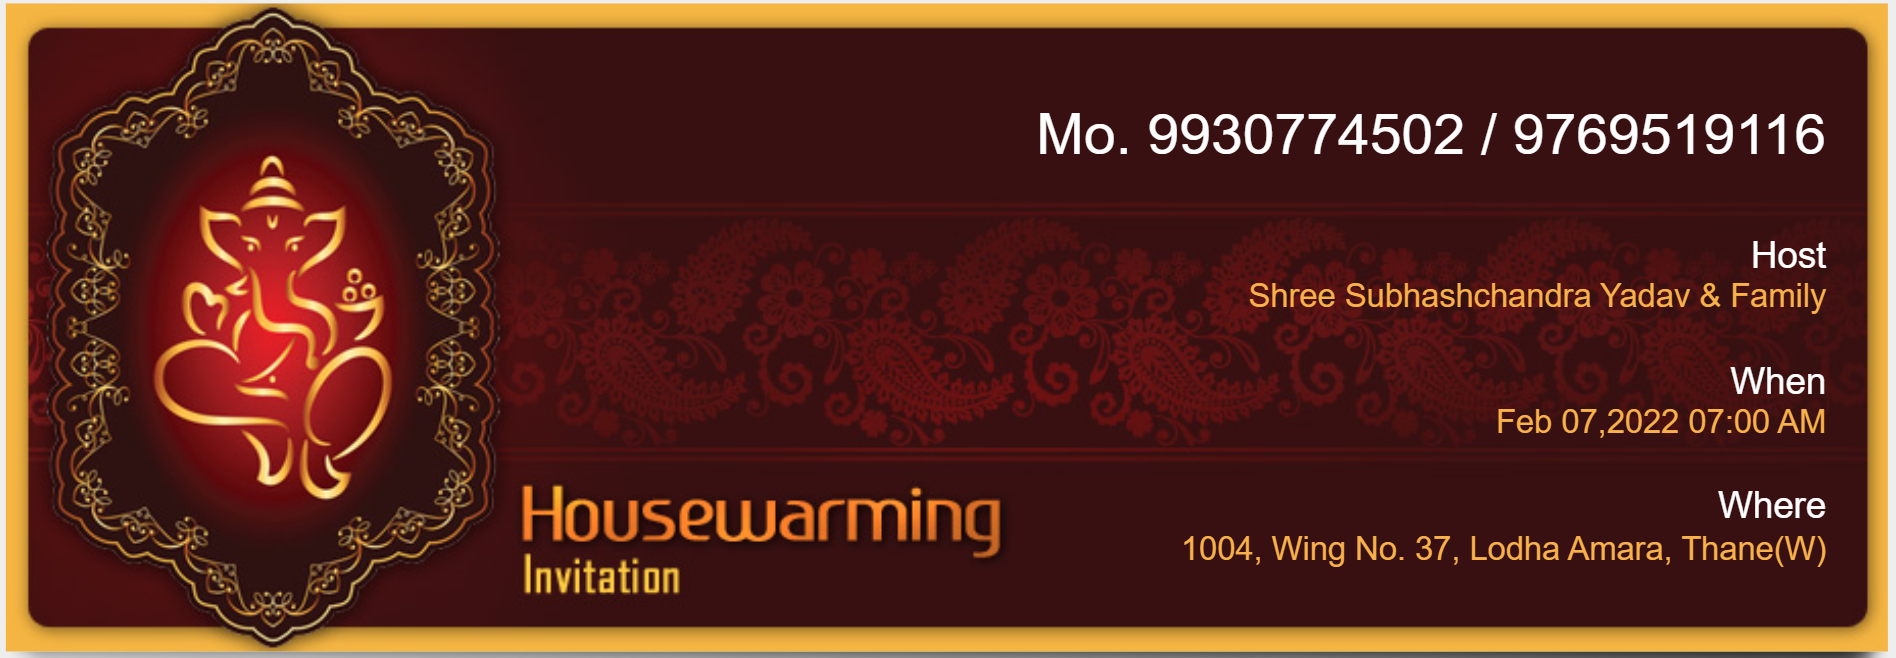 Mo. 9930774502 / 9769519116
Host
Shree Subhashchandra Yadav & Family
When
Feb 07,2022 07:00 AM
Where
1004, Wing No. 37, Lodha Amara, Thane(W)
Housewarming
Invitation